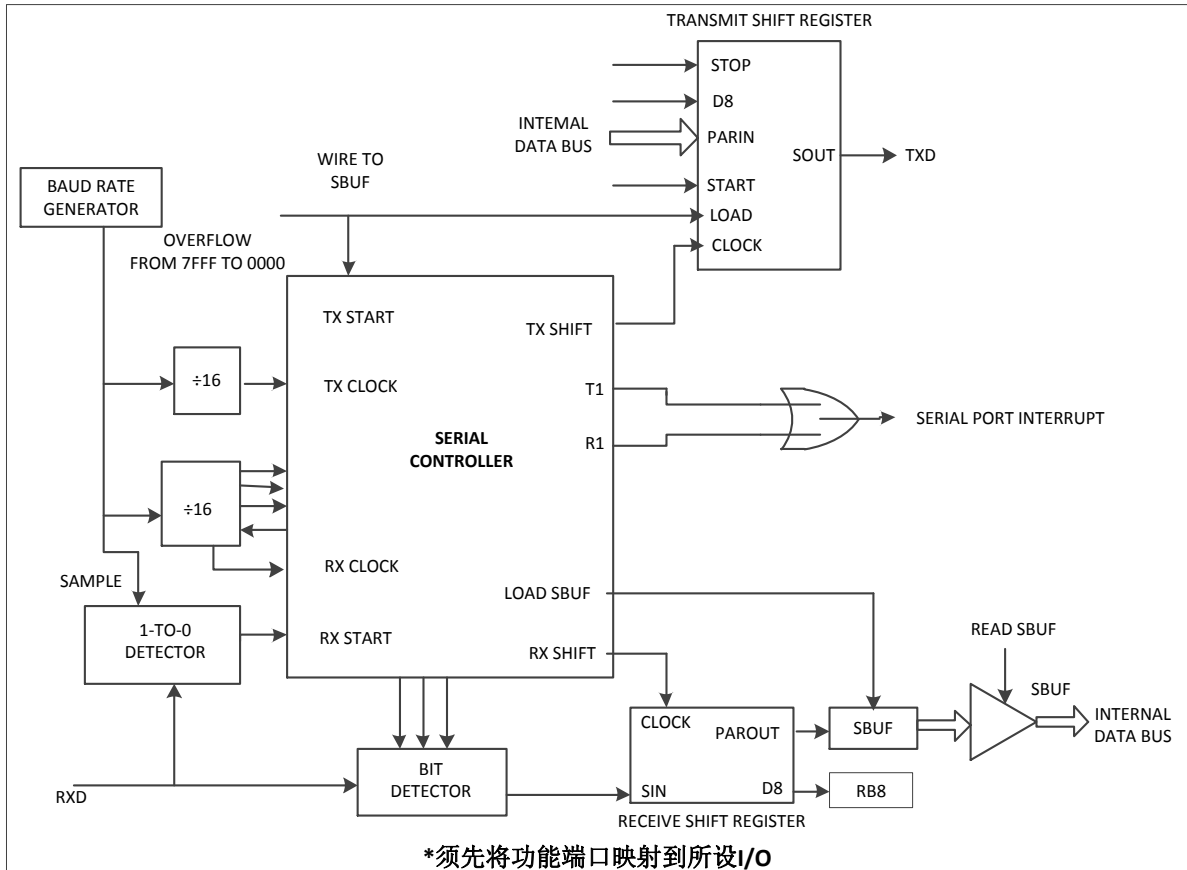 TRANSMIT SHIFT REGISTER
STOP
D8
INTEMAL
DATA BUS
PARIN
SOUT
TXD
WIRE TO
SBUF
START
BAUD RATE
GENERATOR
LOAD
OVERFLOW
FROM 7FFF TO 0000
CLOCK
TX START
TX SHIFT
÷16
TX CLOCK
T1
SERIAL PORT INTERRUPT
SERIAL
CONTROLLER
R1
÷16
RX CLOCK
SAMPLE
LOAD SBUF
1-TO-0
DETECTOR
RX START
RX SHIFT
READ SBUF
SBUF
CLOCK
PAROUT
SBUF
INTERNAL
DATA BUS
BIT
DETECTOR
RXD
SIN
D8
RB8
RECEIVE SHIFT REGISTER
*须先将功能端口映射到所设I/O